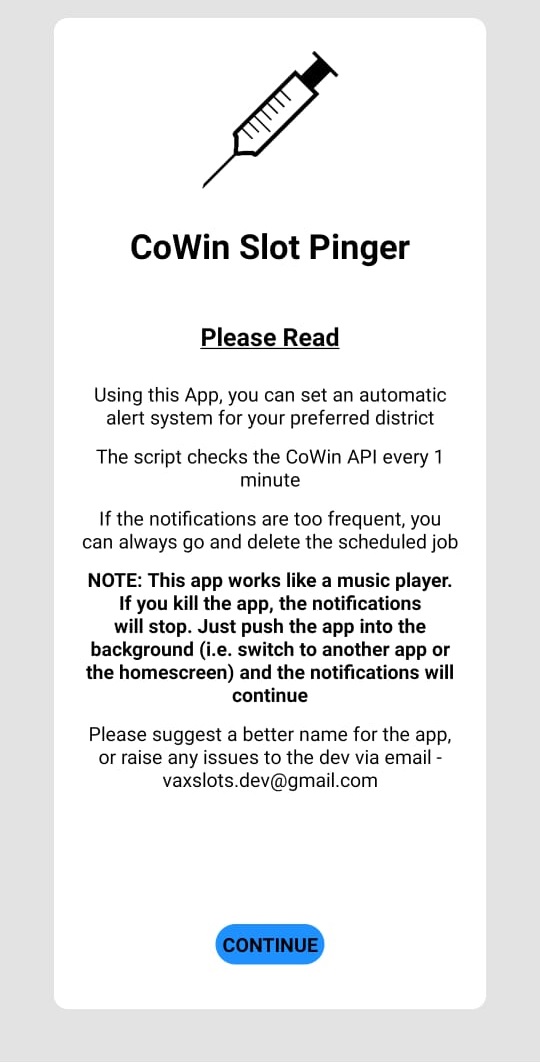 CoWin Slot Pinger
Please Read
Using this App, you can set an automatic
alert system for your preferred district
The script checks the CoWin API every 1
minute
If the notifications are too frequent, you
can always go and delete the scheduled job
NOTE: This app works like a music player.
If you kill the app, the notifications
will stop. Just push the app into the
background (i.e. switch to another app or
the homescreen) and the notifications will
continue
Please suggest a better name for the app,
or raise any issues to the dev via email -
vaxslots.dev@gmail.com
CONTINUE